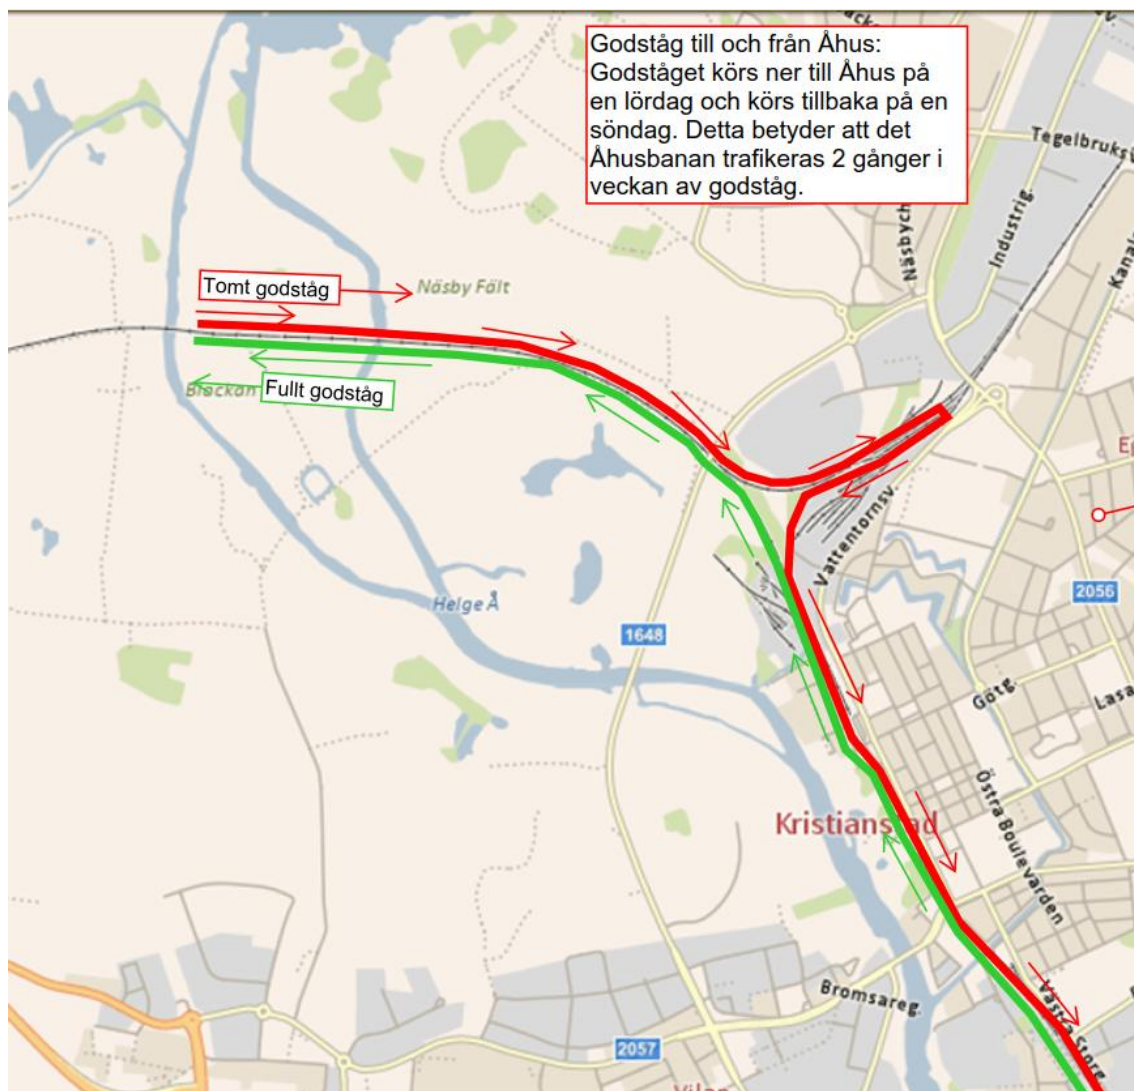 Godståg till och från Åhus:
Godståget körs ner till Åhus på
en lördag och körs tillbaka på en
söndag. Detta betyder att det
Åhusbanan trafikeras 2 gånger i
veckan av godståg.
Tegelbruksv.
Näsbych
Industrig.
Kanal
Tomt godståg
Näsby Fält
Fullt godståg
Vattentornsv.
2056
Helge Å
1648
Götg.
Lasa
Kristianstad
Östra Boulevarden
Bromsareg.
Västra Storg.
2057
Vilan